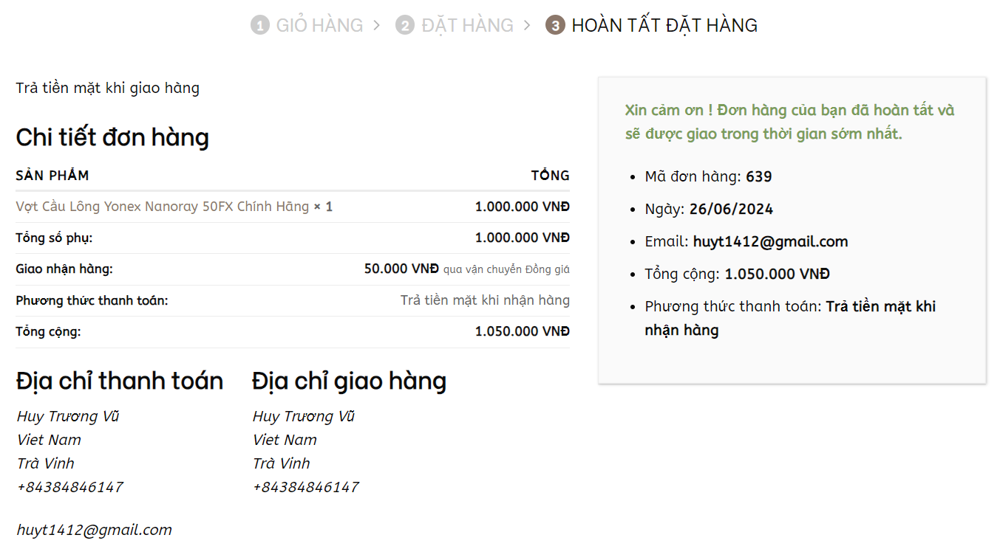 1 GIỎ HÀNG > 2 ĐẶT HÀNG > 3 HOÀN TẤT ĐẶT HÀNG
Trả tiền mặt khi giao hàng
Chi tiết đơn hàng
SẢN PHẨM TỔNG
Vợt Cầu Lông Yonex Nanoray 50FX Chính Hãng × 1 1.000.000 VNĐ
Tổng số phụ: 1.000.000 VNĐ
Giao nhận hàng: 50.000 VNĐ qua vận chuyển Đồng giá
Phương thức thanh toán: Trả tiền mặt khi nhận hàng
Tổng cộng: 1.050.000 VNĐ
Địa chỉ thanh toán
Huy Trương Vũ
Viet Nam
Trà Vinh
+84384846147
huyt1412@gmail.com
Địa chỉ giao hàng
Huy Trương Vũ
Viet Nam
Trà Vinh
+84384846147
Xin cảm ơn ! Đơn hàng của bạn đã hoàn tất và
sẽ được giao trong thời gian sớm nhất.
• Mã đơn hàng: 639
• Ngày: 26/06/2024
• Email: huyt1412@gmail.com
• Tổng cộng: 1.050.000 VNĐ
• Phương thức thanh toán: Trả tiền mặt khi
nhận hàng